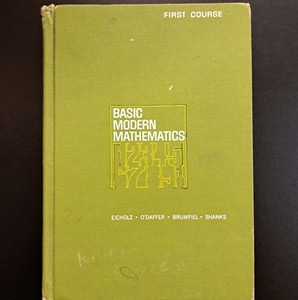 FIRST COURSE
BASIC
MODERN
MATHEMATICS
EICHOLZ • O'DAFFER • BRUMFIEL • SHANKS